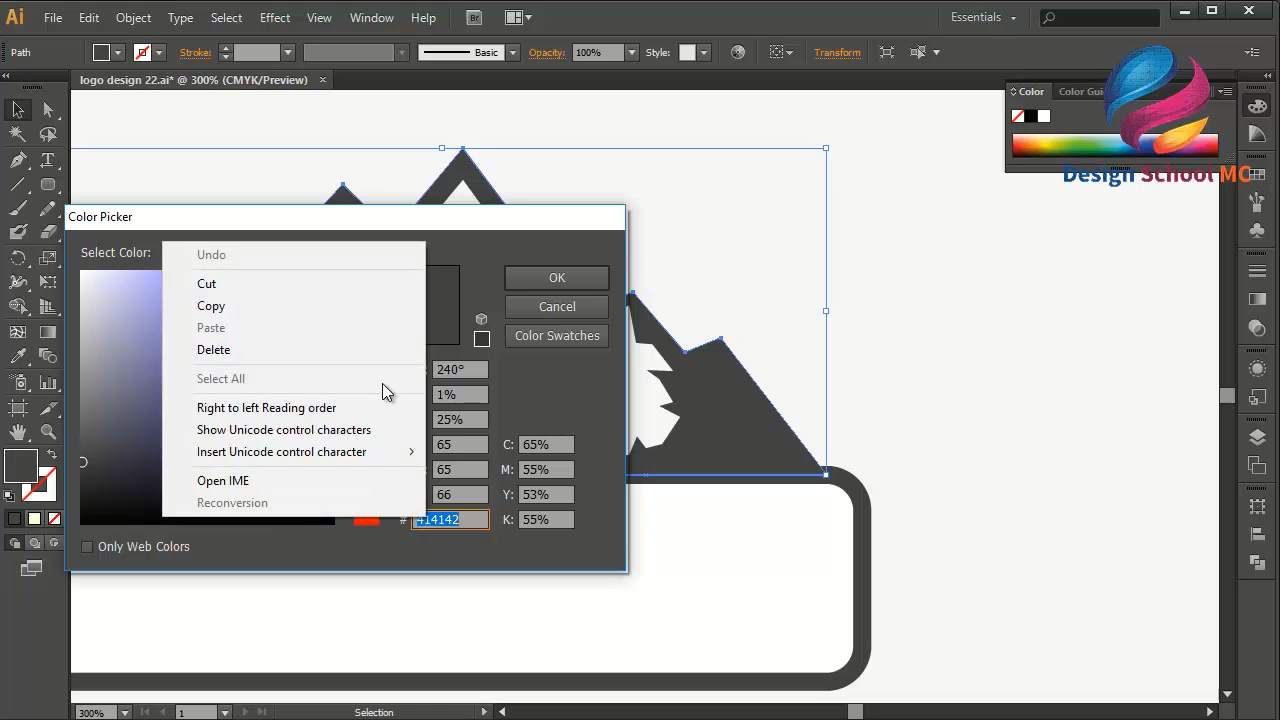 Ai File Edit Object Type Select Effect View Window Help Br Essentials
Path Stroke: Basic Opacity: 100% Style: Transform
logo design 22.ai* @ 300% (CMYK/Preview)
Color Color Gui
Design School MC
Color Picker
Select Color:
Undo
Cut
Copy
Paste
Delete
Select All
Right to left Reading order
Show Unicode control characters
Insert Unicode control character
Open IME
Reconversion
OK
Cancel
Color Swatches
240°
1%
25%
65 C: 65%
65 M: 55%
66 Y: 53%
# 414142 K: 55%
Only Web Colors
300% 1 Selection